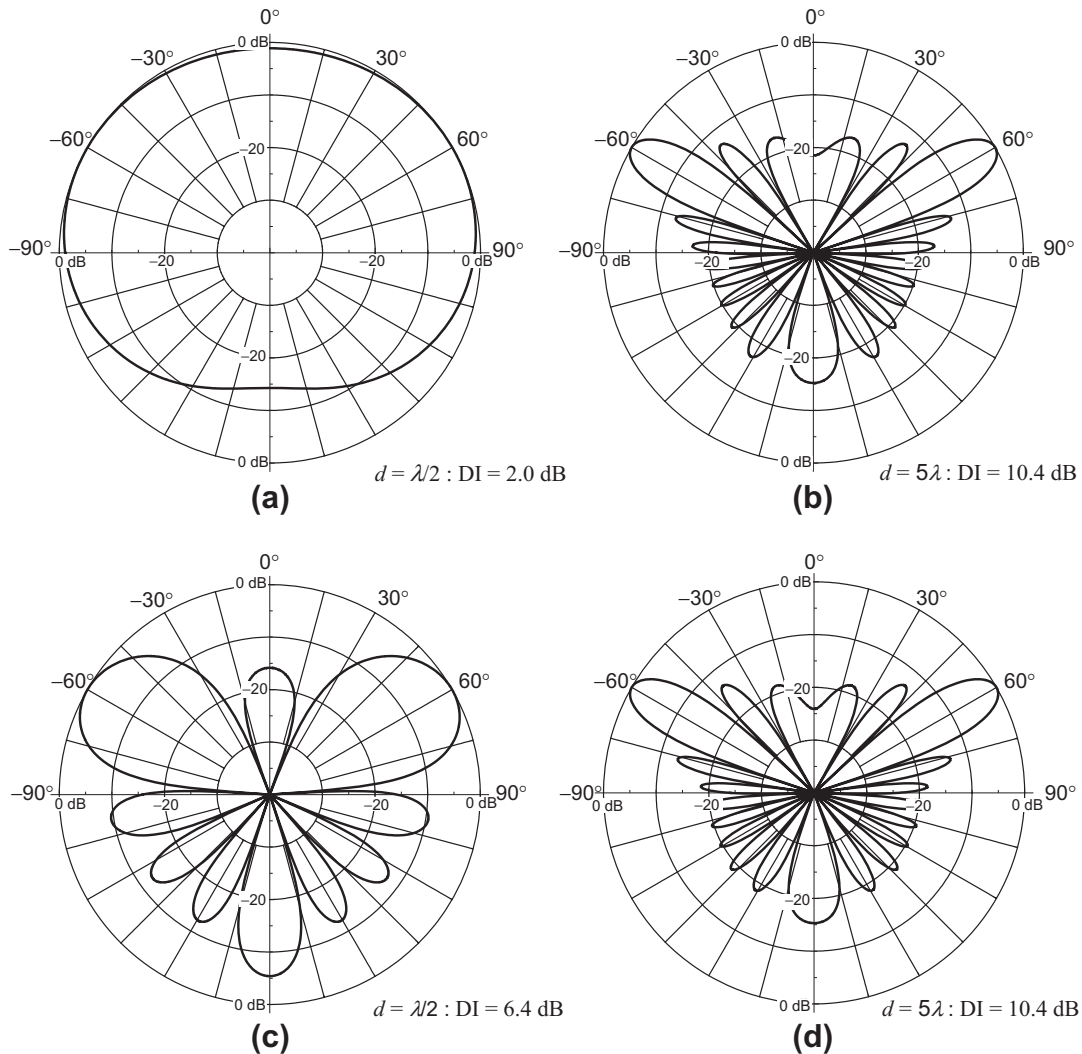 0°
0 dB
–30°
30°
–60°
60°
–20
–90°
90°
0 dB
–20
–20
0 dB
–20
0 dB
d = λ/2 : DI = 2.0 dB
(a)
0°
0 dB
–30°
30°
–60°
60°
–20
–90°
90°
0 dB
–20
–20
0 dB
–20
0 dB
d = 5λ : DI = 10.4 dB
(b)
0°
0 dB
–30°
30°
–60°
60°
–20
–90°
90°
0 dB
–20
–20
0 dB
–20
0 dB
d = λ/2 : DI = 6.4 dB
(c)
0°
0 dB
–30°
30°
–60°
60°
–20
–90°
90°
0 dB
–20
–20
0 dB
–20
0 dB
d = 5λ : DI = 10.4 dB
(d)